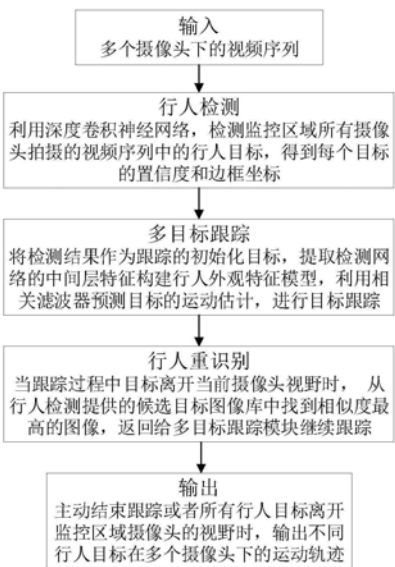 输入
多个摄像头下的视频序列
行人检测
利用深度卷积神经网络，检测监控区域所有摄像
头拍摄的视频序列中的行人目标，得到每个目标
的置信度和边框坐标
多目标跟踪
将检测结果作为跟踪的初始化目标，提取检测网
络的中间层特征构建行人外观特征模型，利用相
关滤波器预测目标的运动估计，进行目标跟踪
行人重识别
当跟踪过程中目标离开当前摄像头视野时， 从
行人检测提供的候选目标图像库中找到相似度最
高的图像，返回给多目标跟踪模块继续跟踪
输出
主动结束跟踪或者所有行人目标离开
监控区域摄像头的视野时，输出不同
行人目标在多个摄像头下的运动轨迹